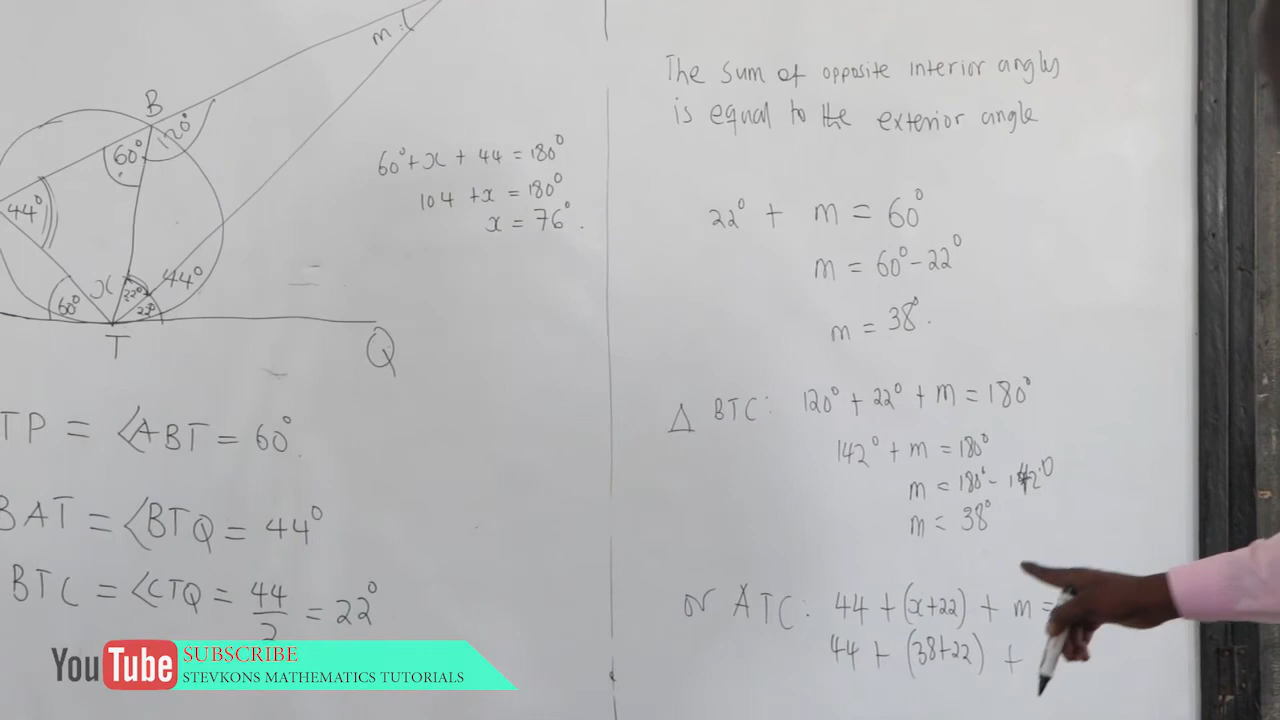 m
B
120°
60°
44°
44°
x
22°
22°
60°
T
Q
60° + x + 44 = 180°
104 + x = 180°
x = 76°.
TP = <ABT = 60°.
BAT = <BTQ = 44°
BTC = <CTQ = 44/2 = 22°
The sum of opposite interior angles
is equal to the exterior angle
22° + m = 60°
m = 60° - 22°
m = 38°.
△ BTC: 120° + 22° + m = 180°
142° + m = 180°
m = 180° - 142°
m = 38°
or ATC: 44 + (x+22) + m =
44 + (38+22) +
YouTube
SUBSCRIBE
STEVKONS MATHEMATICS TUTORIALS